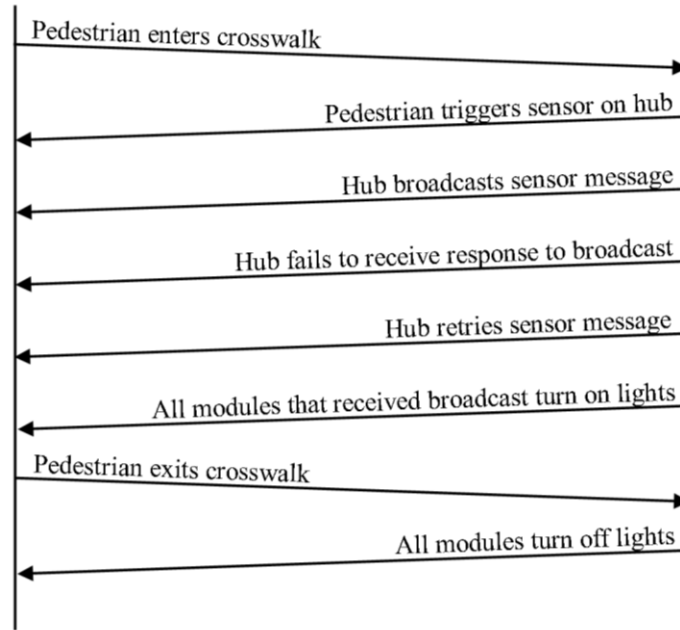 Pedestrian enters crosswalk
Pedestrian triggers sensor on hub
Hub broadcasts sensor message
Hub fails to receive response to broadcast
Hub retries sensor message
All modules that received broadcast turn on lights
Pedestrian exits crosswalk
All modules turn off lights